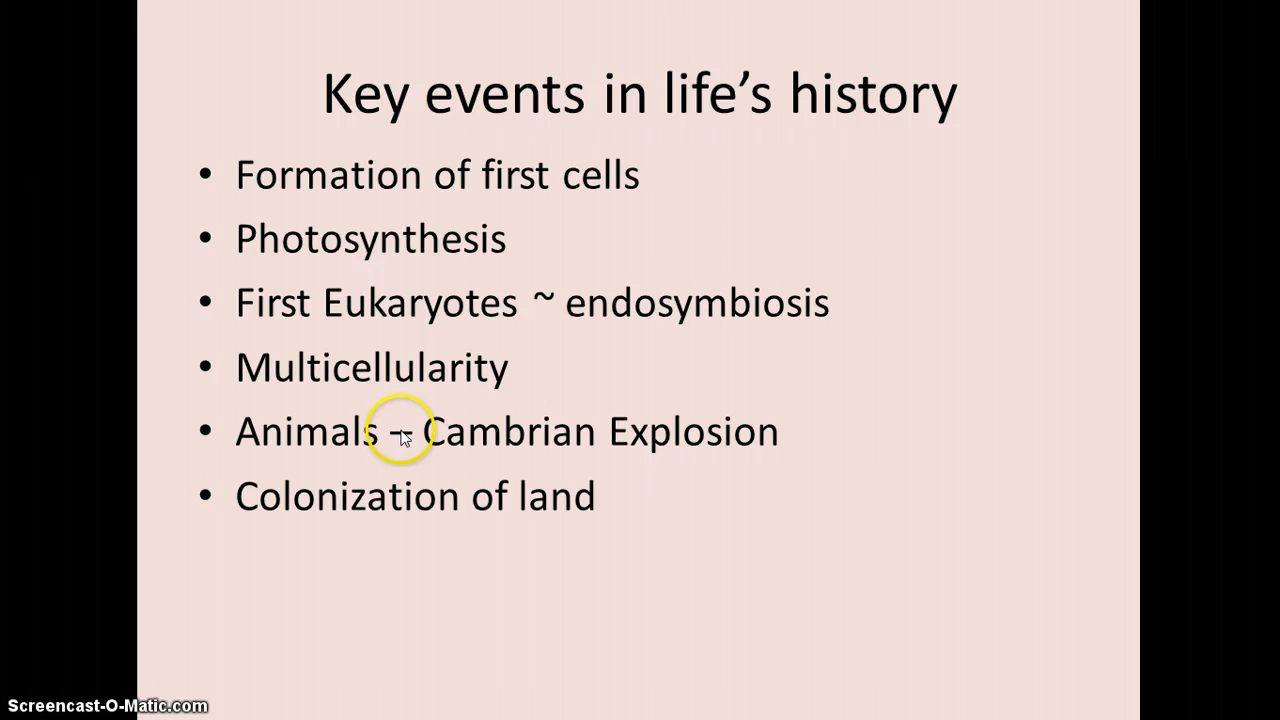 Key events in life’s history
• Formation of first cells
• Photosynthesis
• First Eukaryotes ~ endosymbiosis
• Multicellularity
• Animals – Cambrian Explosion
• Colonization of land
Screencast-O-Matic.com